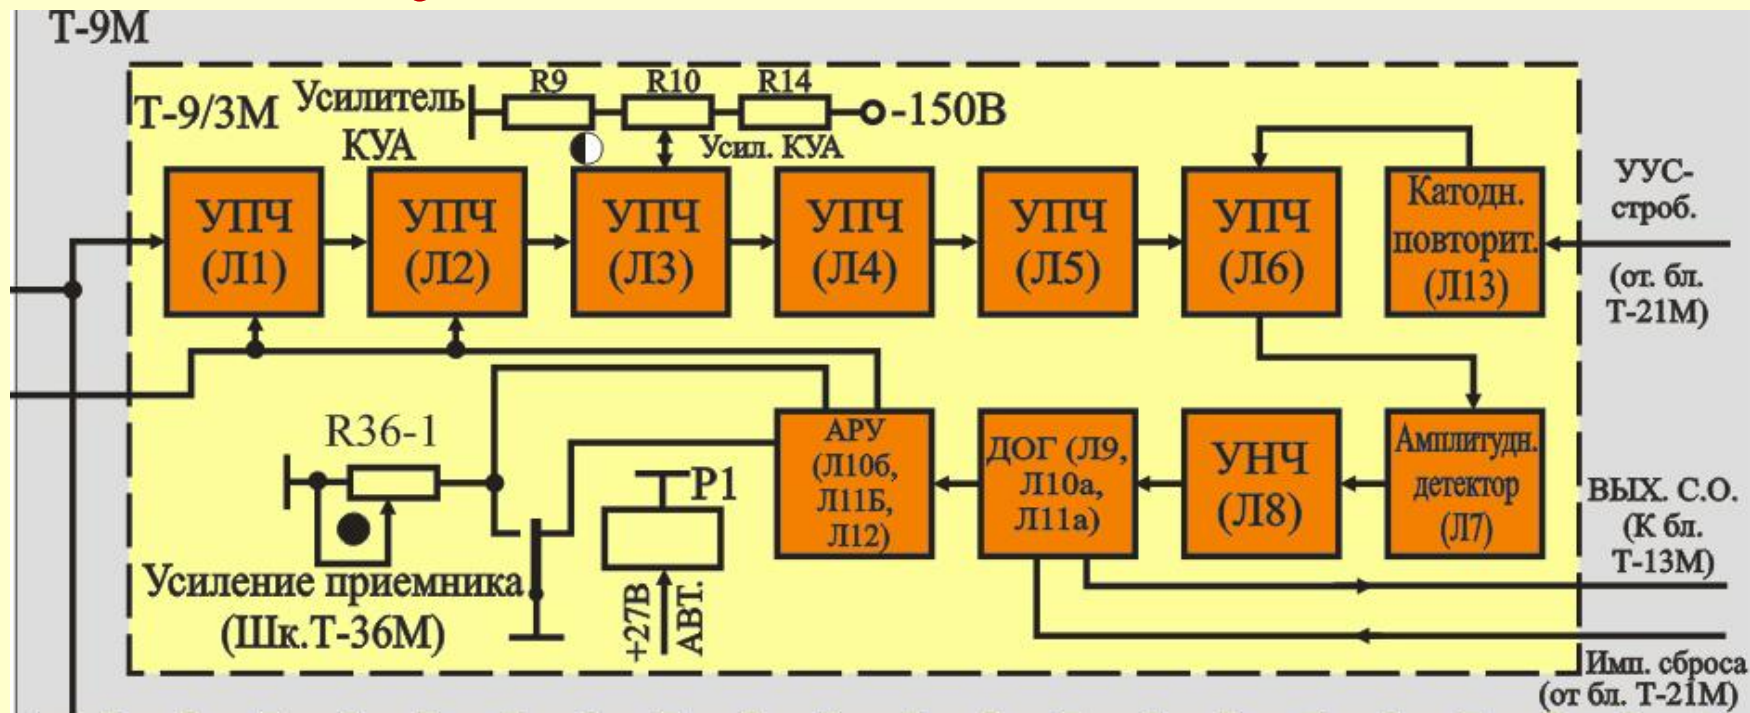 Т-9М
Т-9/3М
Усилитель
КУА
R9
R10
R14
-150В
Усил. КУА
УПЧ
(Л1)
УПЧ
(Л2)
УПЧ
(Л3)
УПЧ
(Л4)
УПЧ
(Л5)
УПЧ
(Л6)
Катодн.
повторит.
(Л13)
УУС-
строб.
(от. бл.
Т-21М)
R36-1
Усиление приемника
(Шк.Т-36М)
Р1
+27В
АВТ.
АРУ
(Л10б,
Л11Б,
Л12)
ДОГ (Л9,
Л10а,
Л11а)
УНЧ
(Л8)
Амплитудн.
детектор
(Л7)
ВЫХ. С.О.
(К бл.
Т-13М)
Имп. сброса
(от бл. Т-21М)